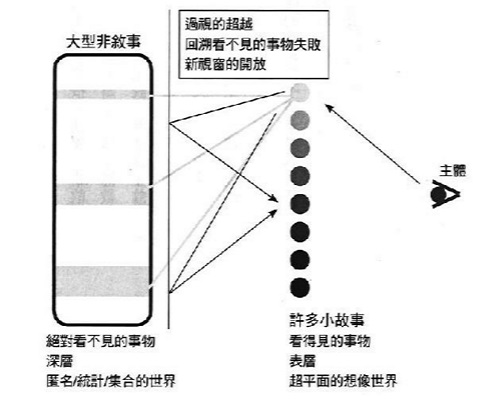 過視的超越
回溯看不見的事物失敗
新視窗的開放
大型非敘事
主體
絕對看不見的事物
深層
匿名/統計/集合的世界
許多小故事
看得見的事物
表層
超平面的想像世界